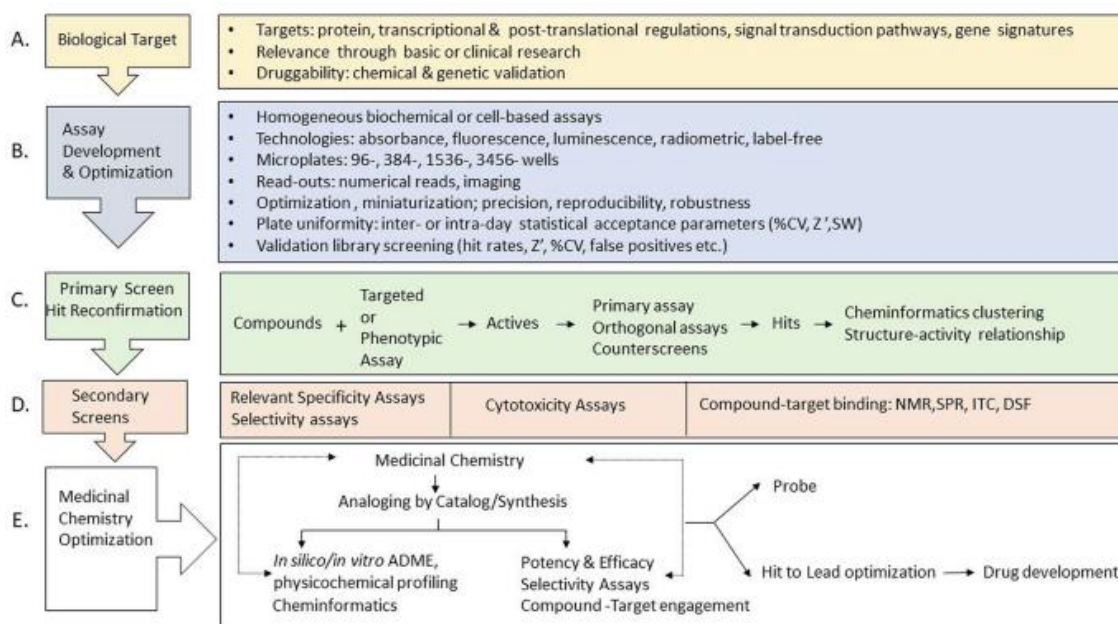 A.
Biological Target
• Targets: protein, transcriptional & post-translational regulations, signal transduction pathways, gene signatures
• Relevance through basic or clinical research
• Druggability: chemical & genetic validation
B.
Assay
Development
& Optimization
• Homogeneous biochemical or cell-based assays
• Technologies: absorbance, fluorescence, luminescence, radiometric, label-free
• Microplates: 96-, 384-, 1536-, 3456- wells
• Read-outs: numerical reads, imaging
• Optimization , miniaturization; precision, reproducibility, robustness
• Plate uniformity: inter- or intra-day statistical acceptance parameters (%CV, Z',SW)
• Validation library screening (hit rates, Z', %CV, false positives etc.)
C.
Primary Screen
Hit Reconfirmation
Compounds +
Targeted
or
Phenotypic
Assay
Actives
Primary assay
Orthogonal assays
Counterscreens
Hits
Cheminformatics clustering
Structure-activity relationship
D.
Secondary
Screens
Relevant Specificity Assays
Selectivity assays
Cytotoxicity Assays
Compound-target binding: NMR,SPR, ITC, DSF
E.
Medicinal
Chemistry
Optimization
Medicinal Chemistry
Analoging by Catalog/Synthesis
In silico/in vitro ADME,
physicochemical profiling
Cheminformatics
Potency & Efficacy
Selectivity Assays
Compound -Target engagement
Probe
Hit to Lead optimization
Drug development